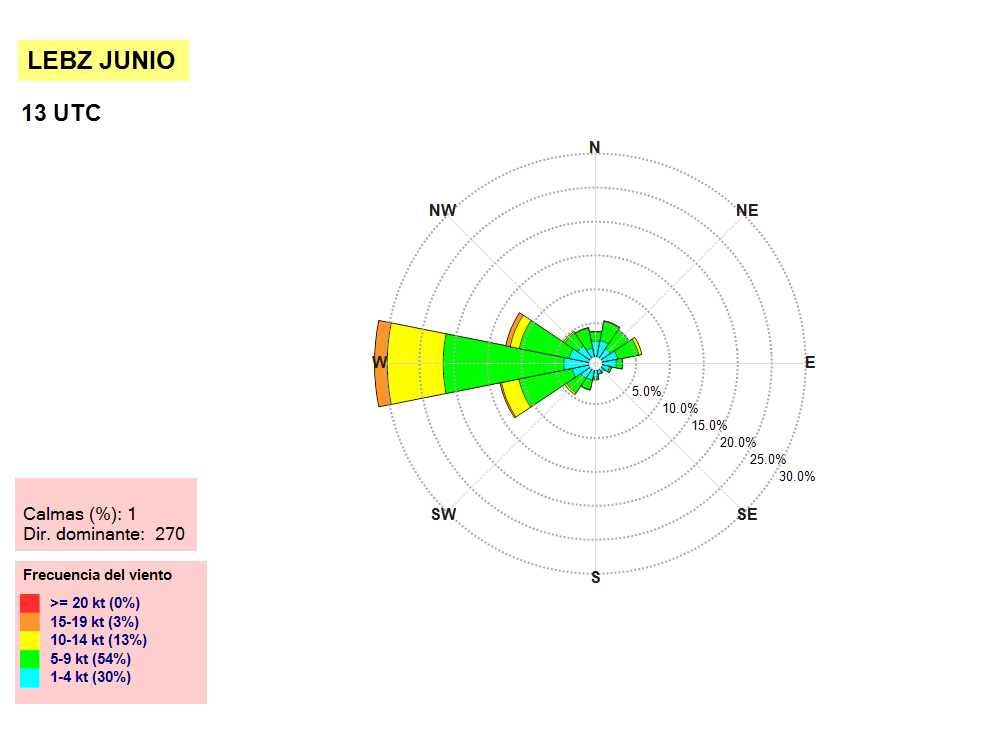 LEBZ JUNIO
13 UTC
N
NW
NE
W
E
5.0%
10.0%
15.0%
20.0%
25.0%
30.0%
SW
SE
S
Calmas (%): 1
Dir. dominante: 270
Frecuencia del viento
>= 20 kt (0%)
15-19 kt (3%)
10-14 kt (13%)
5-9 kt (54%)
1-4 kt (30%)